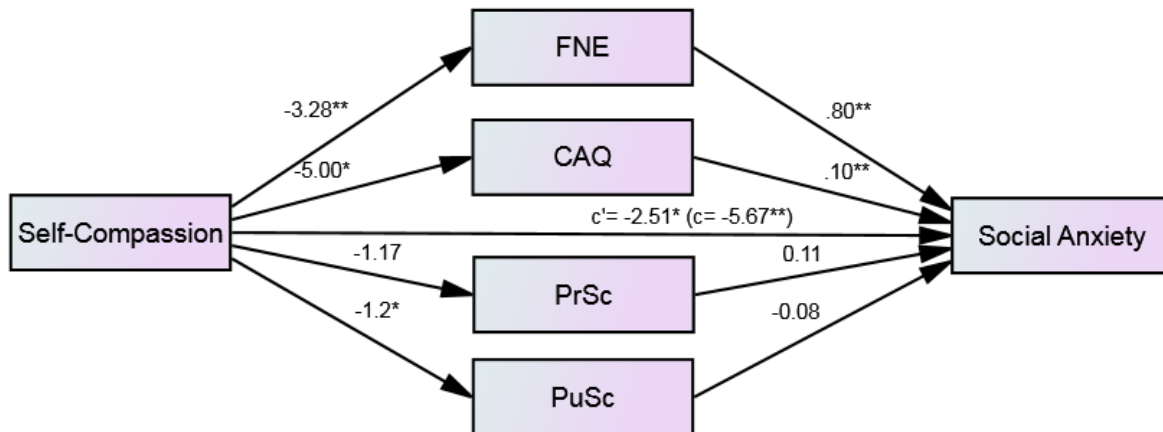 FNE
-3.28**
.80**
CAQ
-5.00*
.10**
Self-Compassion
c'= -2.51* (c= -5.67**)
Social Anxiety
-1.17
0.11
PrSc
-1.2*
-0.08
PuSc